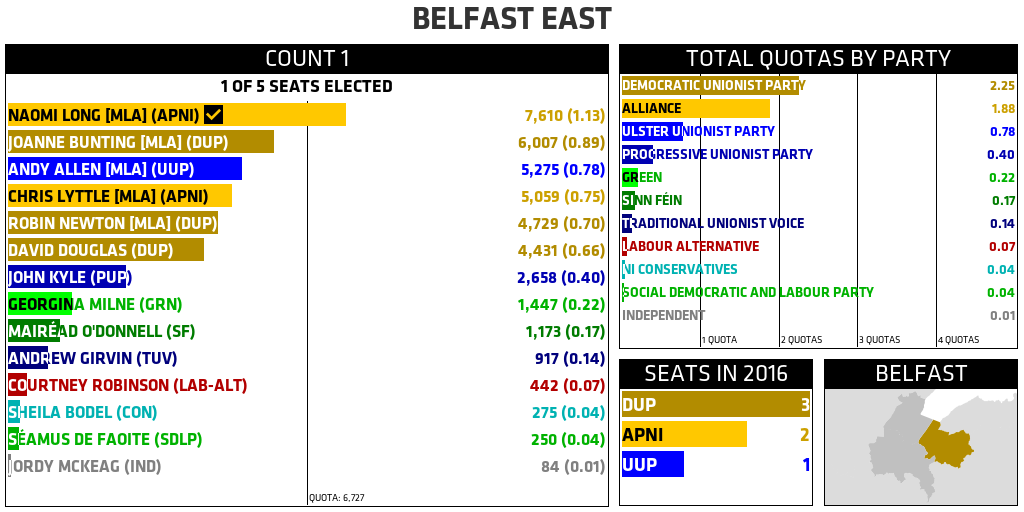 BELFAST EAST
COUNT 1
1 OF 5 SEATS ELECTED
NAOMI LONG [MLA] (APNI) 7,610 (1.13)
JOANNE BUNTING [MLA] (DUP) 6,007 (0.89)
ANDY ALLEN [MLA] (UUP) 5,275 (0.78)
CHRIS LYTTLE [MLA] (APNI) 5,059 (0.75)
ROBIN NEWTON [MLA] (DUP) 4,729 (0.70)
DAVID DOUGLAS (DUP) 4,431 (0.66)
JOHN KYLE (PUP) 2,658 (0.40)
GEORGINA MILNE (GRN) 1,447 (0.22)
MAIRÉAD O'DONNELL (SF) 1,173 (0.17)
ANDREW GIRVIN (TUV) 917 (0.14)
COURTNEY ROBINSON (LAB-ALT) 442 (0.07)
SHEILA BODEL (CON) 275 (0.04)
SÉAMUS DE FAOITE (SDLP) 250 (0.04)
JORDY MCKEAG (IND) 84 (0.01)
QUOTA: 6,727
TOTAL QUOTAS BY PARTY
DEMOCRATIC UNIONIST PARTY 2.25
ALLIANCE 1.88
ULSTER UNIONIST PARTY 0.78
PROGRESSIVE UNIONIST PARTY 0.40
GREEN 0.22
SINN FÉIN 0.17
TRADITIONAL UNIONIST VOICE 0.14
LABOUR ALTERNATIVE 0.07
NI CONSERVATIVES 0.04
SOCIAL DEMOCRATIC AND LABOUR PARTY 0.04
INDEPENDENT 0.01
1 QUOTA 2 QUOTAS 3 QUOTAS 4 QUOTAS
SEATS IN 2016
DUP 3
APNI 2
UUP 1
BELFAST